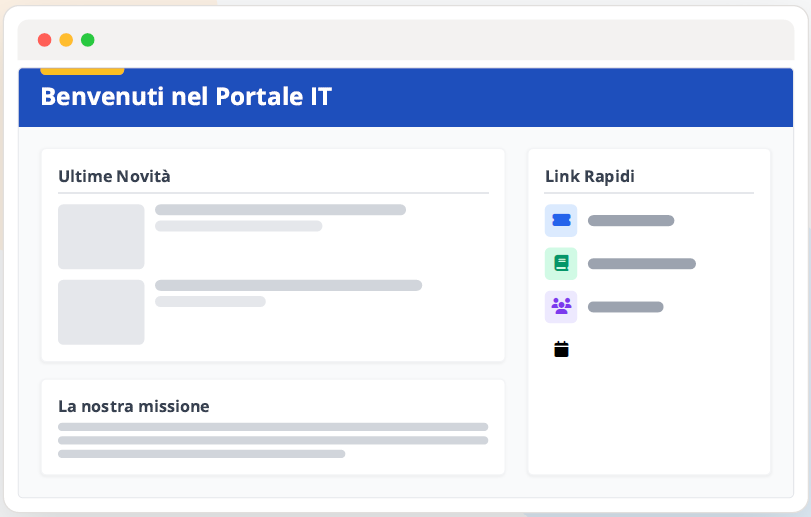 Benvenuti nel Portale IT
Ultime Novità
Link Rapidi
La nostra missione